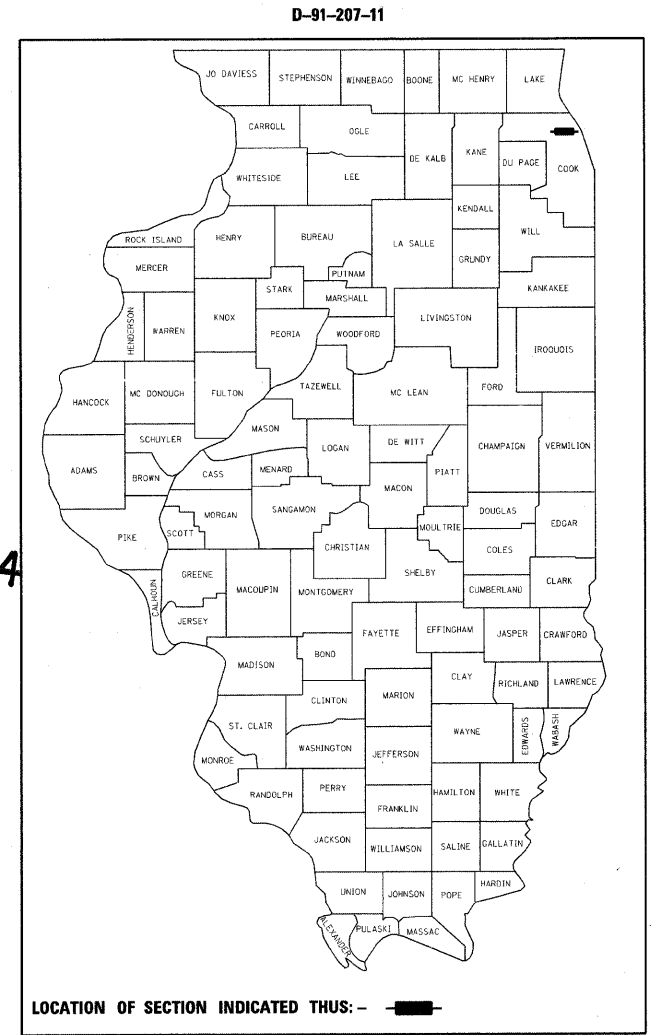 D-91-207-11
JO DAVIESS STEPHENSON WINNEBAGO BOONE MC HENRY LAKE
CARROLL OGLE DE KALB KANE DU PAGE COOK
WHITESIDE LEE
KENDALL
ROCK ISLAND HENRY BUREAU LA SALLE GRUNDY WILL
MERCER PUTNAM
STARK MARSHALL KANKAKEE
HENDERSON WARREN KNOX PEORIA WOODFORD LIVINGSTON IROQUOIS
HANCOCK MC DONOUGH FULTON TAZEWELL MC LEAN FORD
MASON
SCHUYLER LOGAN DE WITT CHAMPAIGN VERMILION
ADAMS BROWN CASS MENARD PIATT
MACON
PIKE SCOTT MORGAN SANGAMON MOULTRIE DOUGLAS EDGAR
CHRISTIAN COLES
4
CALHOUN GREENE MACOUPIN MONTGOMERY SHELBY CUMBERLAND CLARK
JERSEY FAYETTE EFFINGHAM JASPER CRAWFORD
MADISON BOND
CLAY RICHLAND LAWRENCE
CLINTON MARION
ST. CLAIR WAYNE EDWARDS WABASH
MONROE WASHINGTON JEFFERSON
RANDOLPH PERRY HAMILTON WHITE
FRANKLIN
JACKSON WILLIAMSON SALINE GALLATIN
UNION JOHNSON POPE HARDIN
ALEXANDER PULASKI MASSAC
LOCATION OF SECTION INDICATED THUS: –